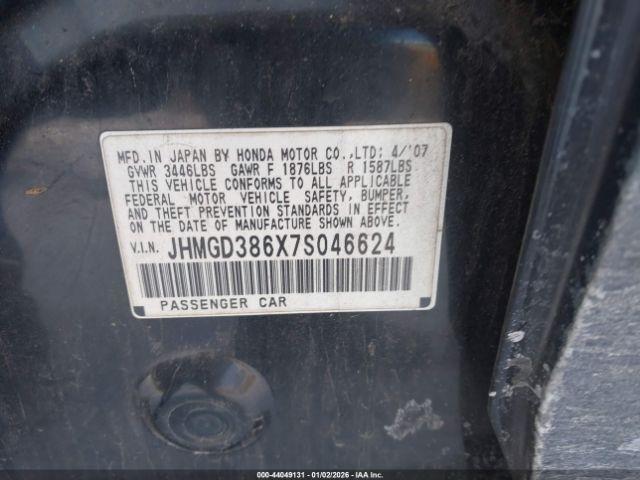 MFD. IN JAPAN BY HONDA MOTOR CO., LTD; 4/'07
GVWR 3446LBS GAWR F 1876LBS R 1587LBS
THIS VEHICLE CONFORMS TO ALL APPLICABLE
FEDERAL MOTOR VEHICLE SAFETY, BUMPER,
AND THEFT PREVENTION STANDARDS IN EFFECT
ON THE DATE OF MANUFACTURE SHOWN ABOVE.
V.I.N. JHMGD386X7S046624
PASSENGER CAR
000-44049131 - 01/02/2026 - IAA Inc.